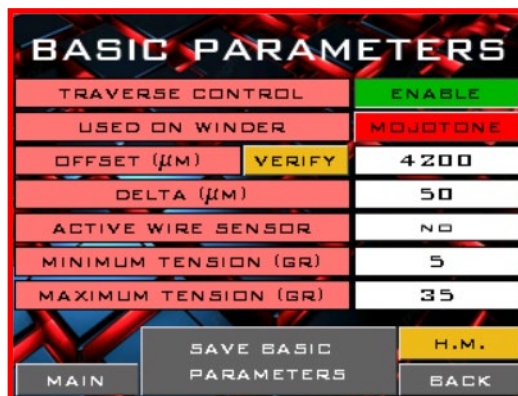 BASIC PARAMETERS
TRAVERSE CONTROL ENABLE
USED ON WINDER MOJOTONE
OFFSET (µM) VERIFY 4200
DELTA (µM) 50
ACTIVE WIRE SENSOR NO
MINIMUM TENSION (GR) 5
MAXIMUM TENSION (GR) 35
SAVE BASIC H.M.
MAIN PARAMETERS BACK